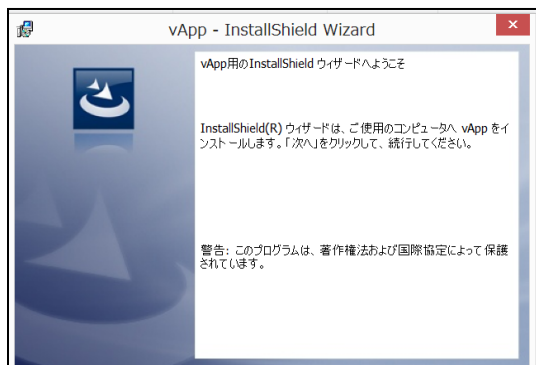 vApp - InstallShield Wizard
vApp用のInstallShield ウィザードへようこそ
InstallShield(R) ウィザードは、ご使用のコンピュータへ vApp をイ
ンストールします。「次へ」をクリックして、続行してください。
警告: このプログラムは、著作権法および国際協定によって保護
されています。